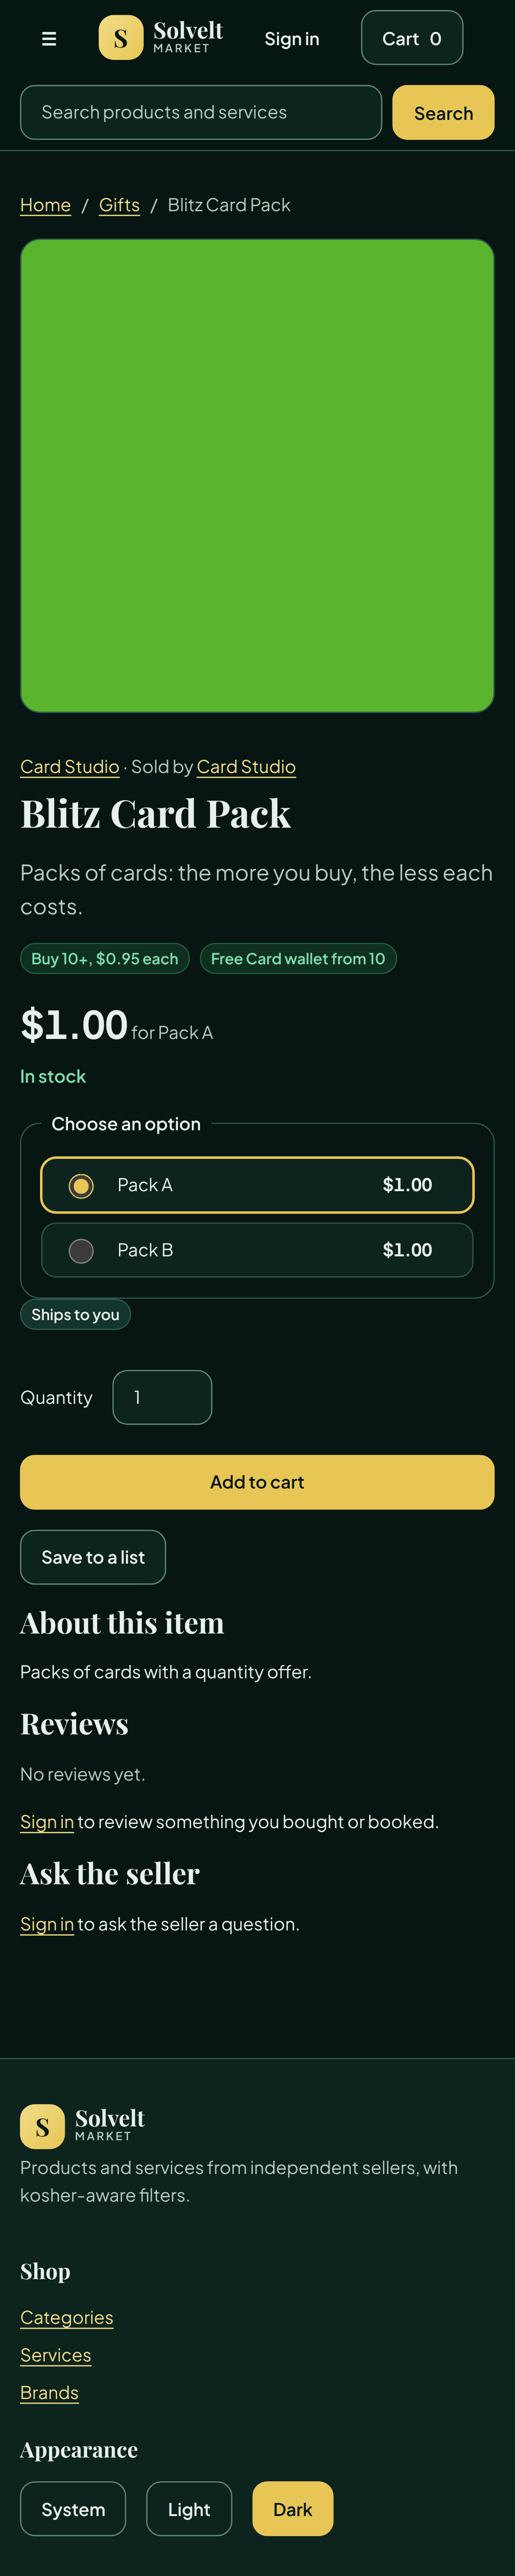 ☰ S Solvelt MARKET Sign in Cart 0
Search products and services Search
Home / Gifts / Blitz Card Pack
Card Studio · Sold by Card Studio
Blitz Card Pack
Packs of cards: the more you buy, the less each
costs.
Buy 10+, $0.95 each Free Card wallet from 10
$1.00 for Pack A
In stock
Choose an option
Pack A $1.00
Pack B $1.00
Ships to you
Quantity 1
Add to cart
Save to a list
About this item
Packs of cards with a quantity offer.
Reviews
No reviews yet.
Sign in to review something you bought or booked.
Ask the seller
Sign in to ask the seller a question.
S Solvelt MARKET
Products and services from independent sellers, with
kosher-aware filters.
Shop
Categories
Services
Brands
Appearance
System Light Dark